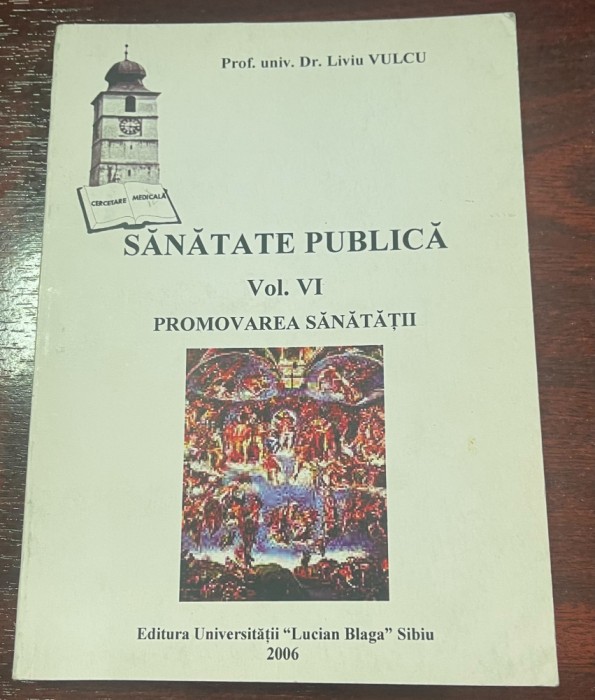 Prof. univ. Dr. Liviu VULCU
CERCETARE MEDICALĂ
SĂNĂTATE PUBLICĂ
Vol. VI
PROMOVAREA SĂNĂTĂȚII
Editura Universității “Lucian Blaga” Sibiu
2006